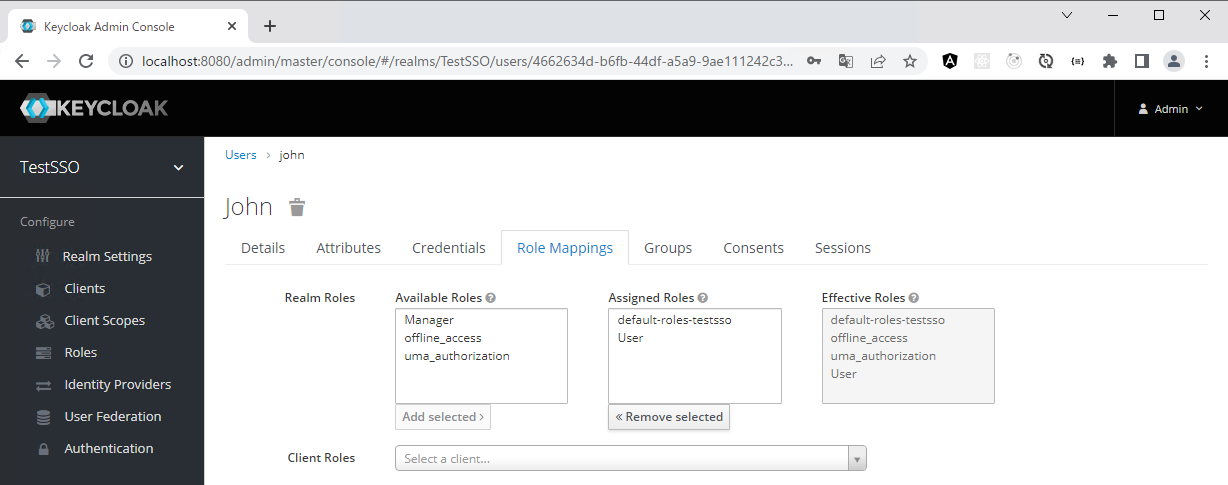 Keycloak Admin Console
localhost:8080/admin/master/console/#/realms/TestSSO/users/4662634d-b6fb-44df-a5a9-9ae111242c3...
KEYCLOAK
Admin
TestSSO
Users > john
Configure
John
Details Attributes Credentials Role Mappings Groups Consents Sessions
Realm Settings
Clients
Client Scopes
Roles
Identity Providers
User Federation
Authentication
Realm Roles
Available Roles
Manager
offline_access
uma_authorization
Add selected >
Assigned Roles
default-roles-testsso
User
« Remove selected
Effective Roles
default-roles-testsso
offline_access
uma_authorization
User
Client Roles
Select a client...